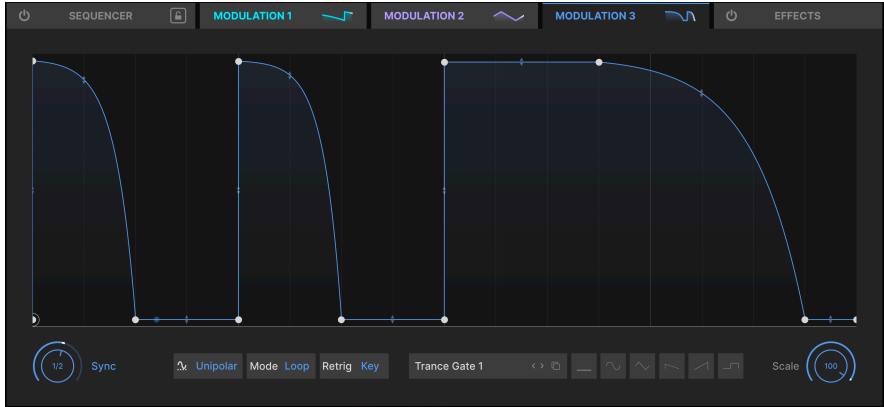 SEQUENCER MODULATION 1 MODULATION 2 MODULATION 3 EFFECTS
1/2 Sync Unipolar Mode Loop Retrig Key Trance Gate 1 Scale 100